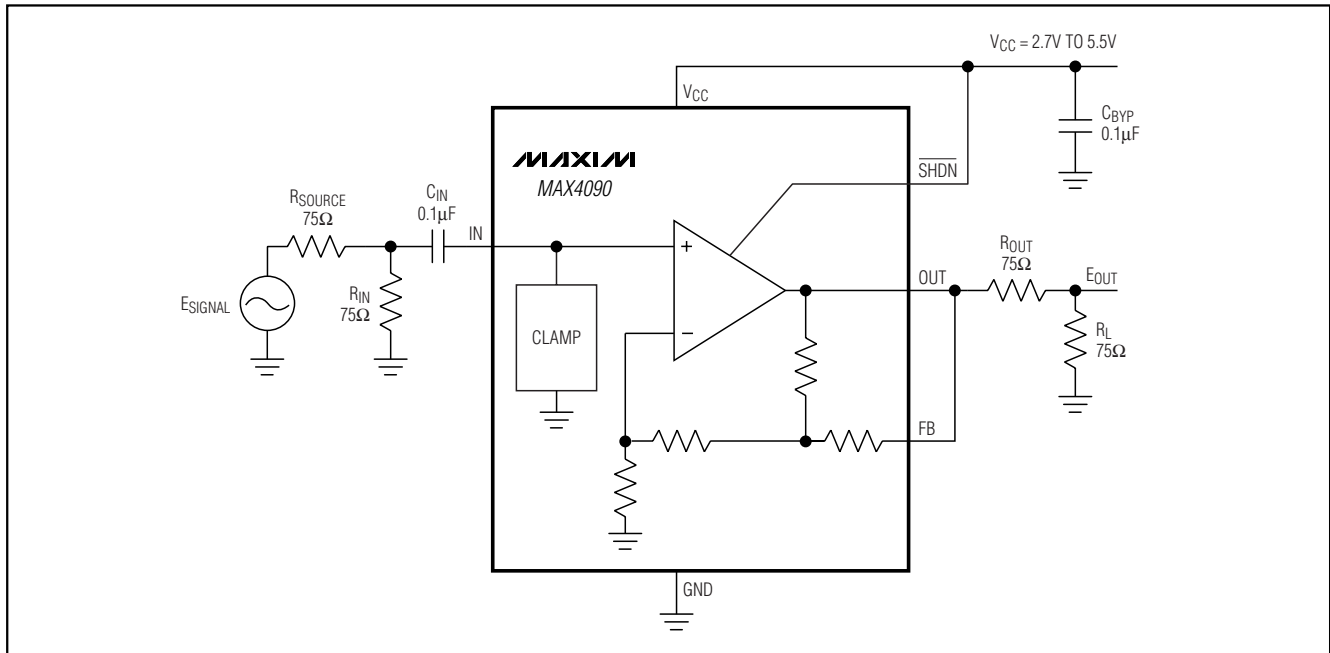 VCC = 2.7V TO 5.5V
VCC
CBYP
0.1µF
MAXIM
MAX4090
SHDN
RSOURCE
75Ω
CIN
0.1µF
IN
RIN
75Ω
ESIGNAL
CLAMP
+
−
OUT
ROUT
75Ω
EOUT
RL
75Ω
FB
GND